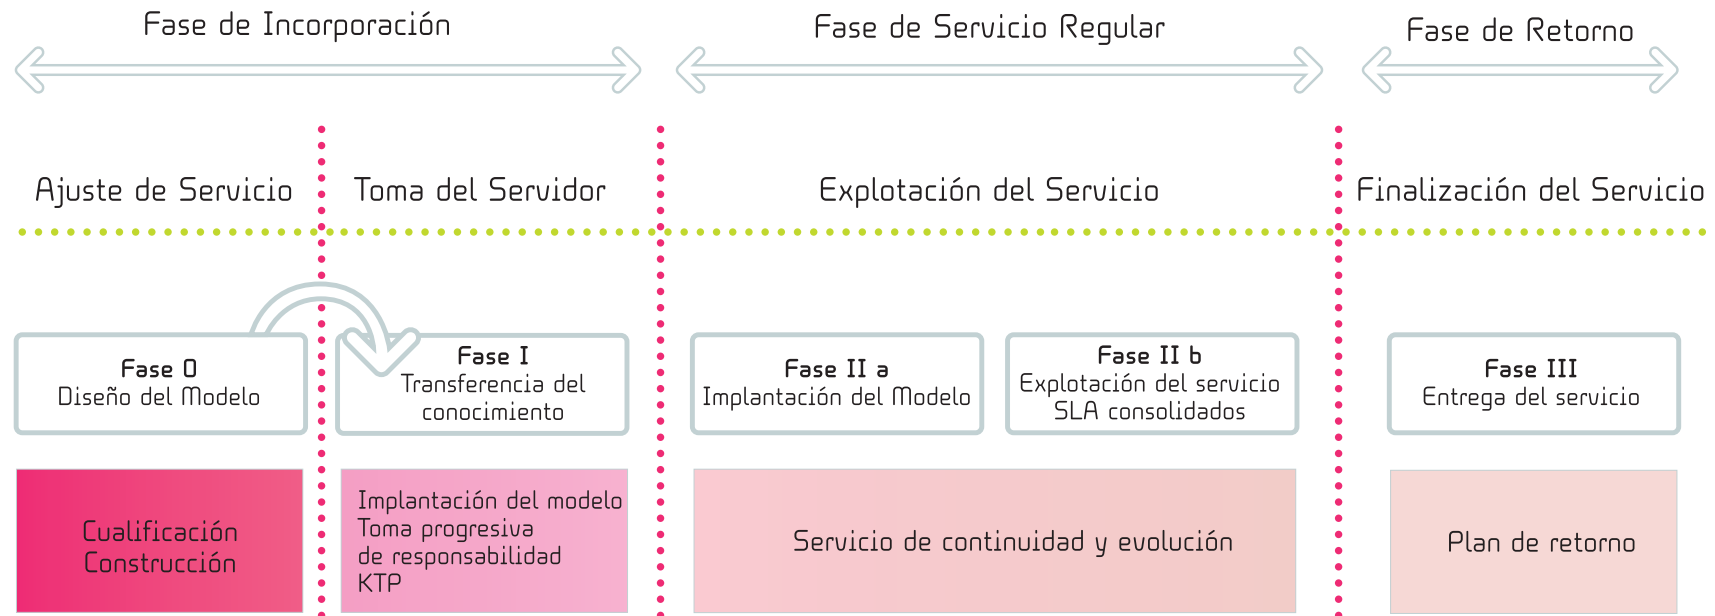 Fase de Incorporación
Fase de Servicio Regular
Fase de Retorno
Ajuste de Servicio
Toma del Servidor
Explotación del Servicio
Finalización del Servicio
Fase 0
Diseño del Modelo
Fase I
Transferencia del
conocimiento
Fase II a
Implantación del Modelo
Fase II b
Explotación del servicio
SLA consolidados
Fase III
Entrega del servicio
Cualificación
Construcción
Implantación del modelo
Toma progresiva
de responsabilidad
KTP
Servicio de continuidad y evolución
Plan de retorno